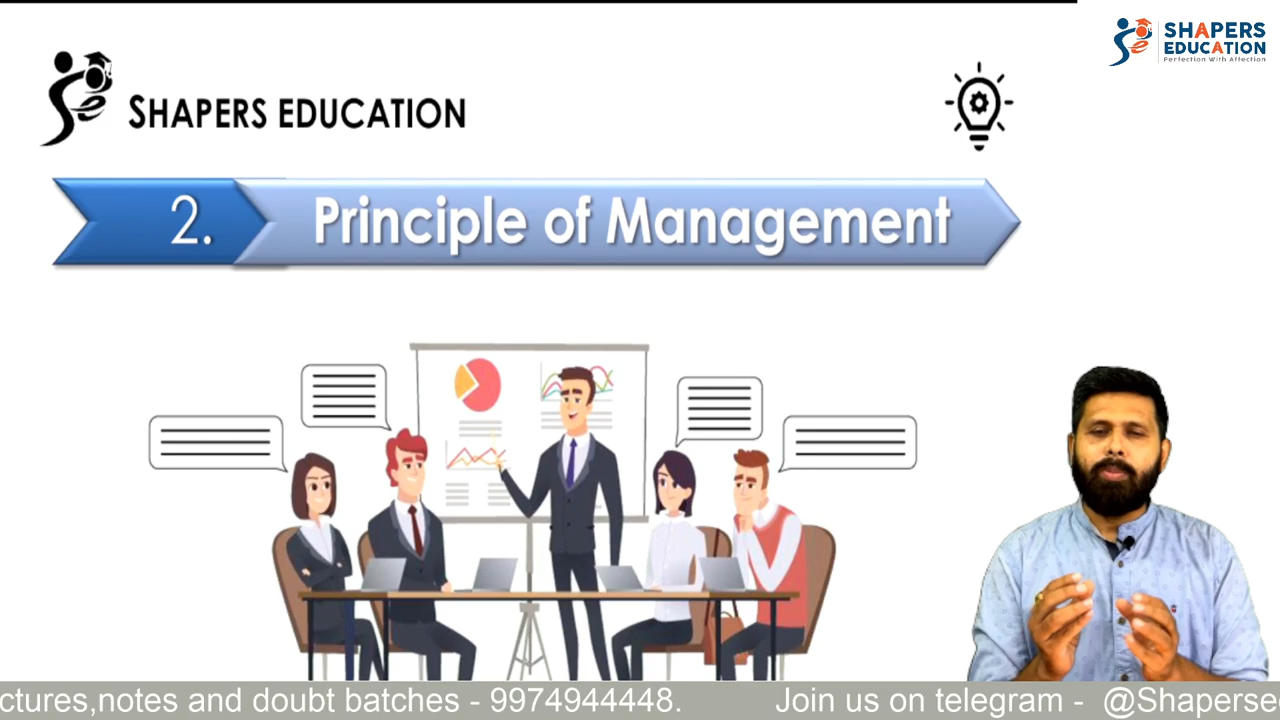 SHAPERS
EDUCATION
Perfection With Affection
SHAPERS EDUCATION
2. Principle of Management
ctures,notes and doubt batches - 9974944448. Join us on telegram - @Shaperse